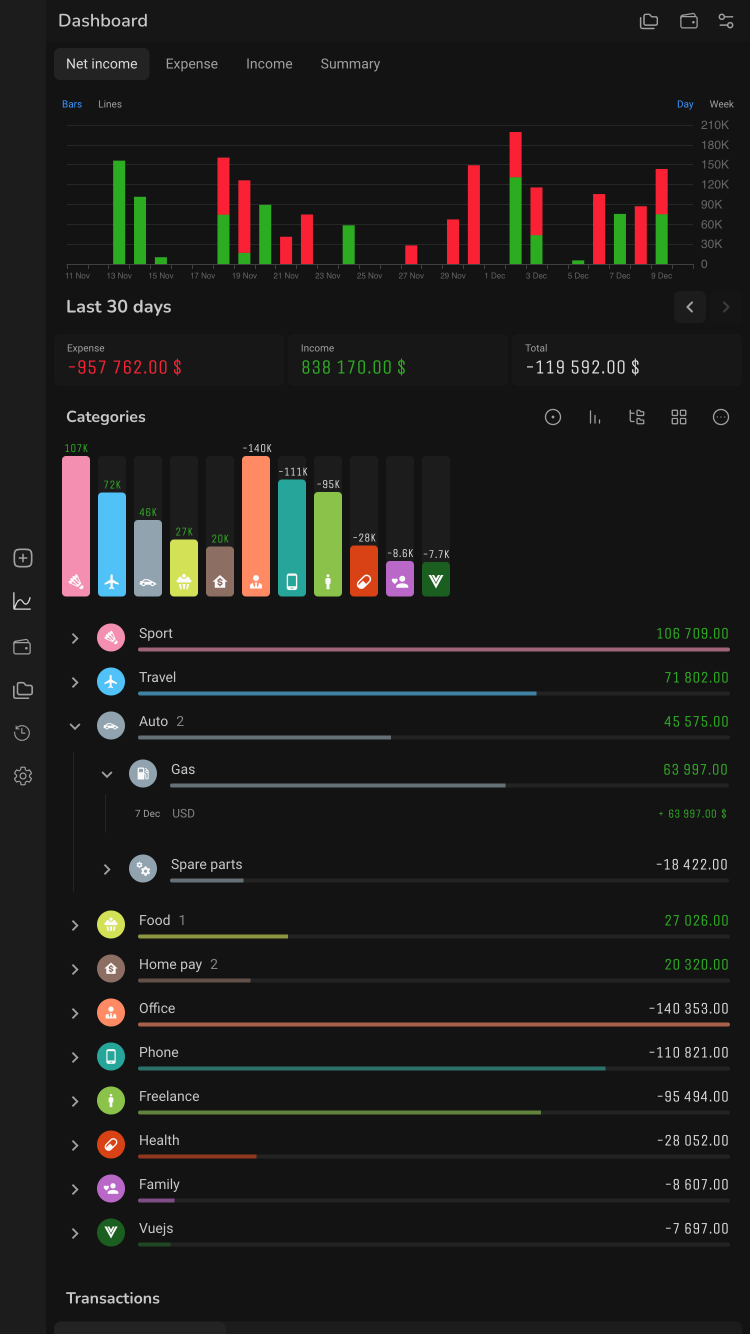 Dashboard
Net income Expense Income Summary
Bars Lines Day Week
210K
180K
150K
120K
90K
60K
30K
0
11 Nov 13 Nov 15 Nov 17 Nov 19 Nov 21 Nov 23 Nov 25 Nov 27 Nov 29 Nov 1 Dec 3 Dec 5 Dec 7 Dec 9 Dec
Last 30 days
Expense Income Total
-957 762.00 $ 838 170.00 $ -119 592.00 $
Categories
107K 72K 46K 27K 20K -140K -111K -95K -28K -8.6K -7.7K
Sport 106 709.00
Travel 71 802.00
Auto 2 45 575.00
Gas 63 997.00
7 Dec USD + 63 997.00 $
Spare parts -18 422.00
Food 1 27 026.00
Home pay 2 20 320.00
Office -140 353.00
Phone -110 821.00
Freelance -95 494.00
Health -28 052.00
Family -8 607.00
Vuejs -7 697.00
Transactions